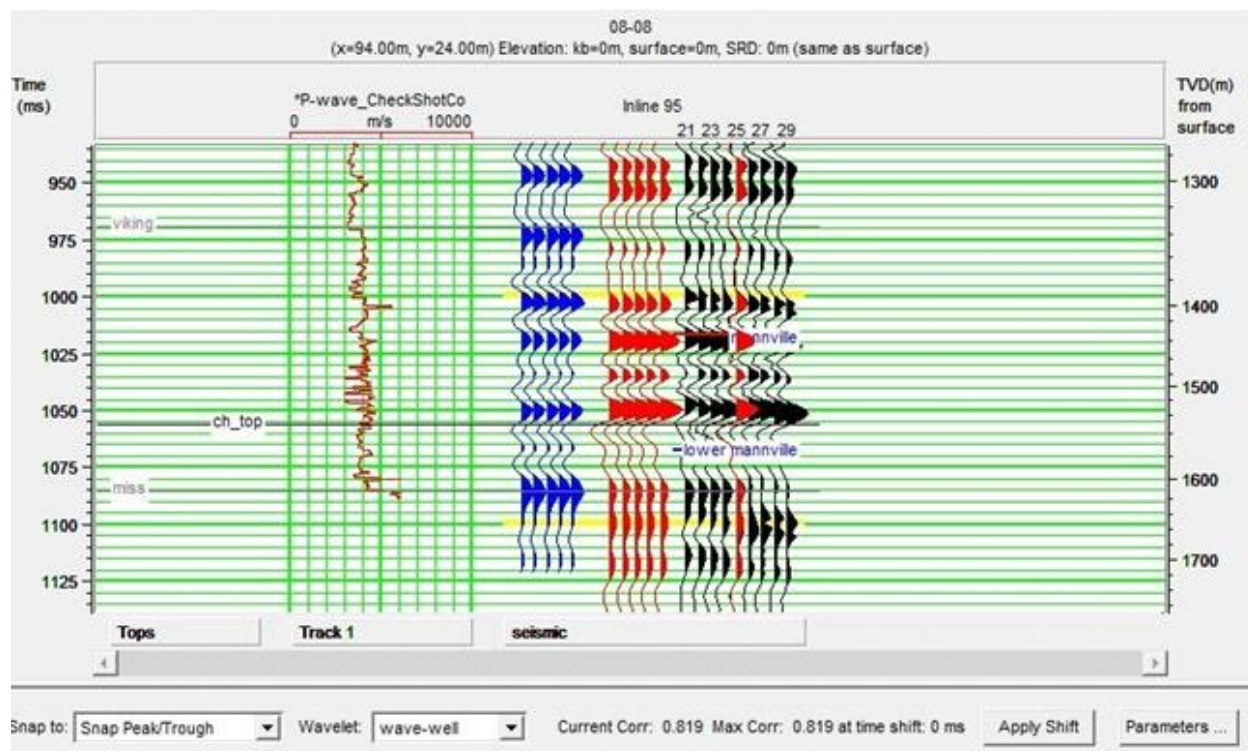 08-08
(x=94.00m, y=24.00m) Elevation: kb=0m, surface=0m, SRD: 0m (same as surface)
Time
(ms)
TVD(m)
from
surface
*P-wave_CheckShotCo
0 m/s 10000
Inline 95
21 23 25 27 29
950
1300
viking
975
1000
1400
mannville
1025
1500
1050
ch_top
lower mannville
1075
1600
miss
1100
1700
1125
Tops
Track 1
seismic
Snap to: Snap Peak/Trough Wavelet: wave-well Current Corr: 0.819 Max Corr: 0.819 at time shift: 0 ms Apply Shift Parameters ...